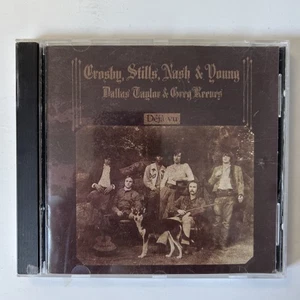 Crosby, Stills, Nash & Young
Dallas Taylor & Greg Reeves
Déjà vu